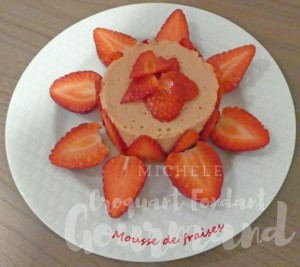 MICHELE
Croquant Fondant
Gourmand
Mousse de fraises